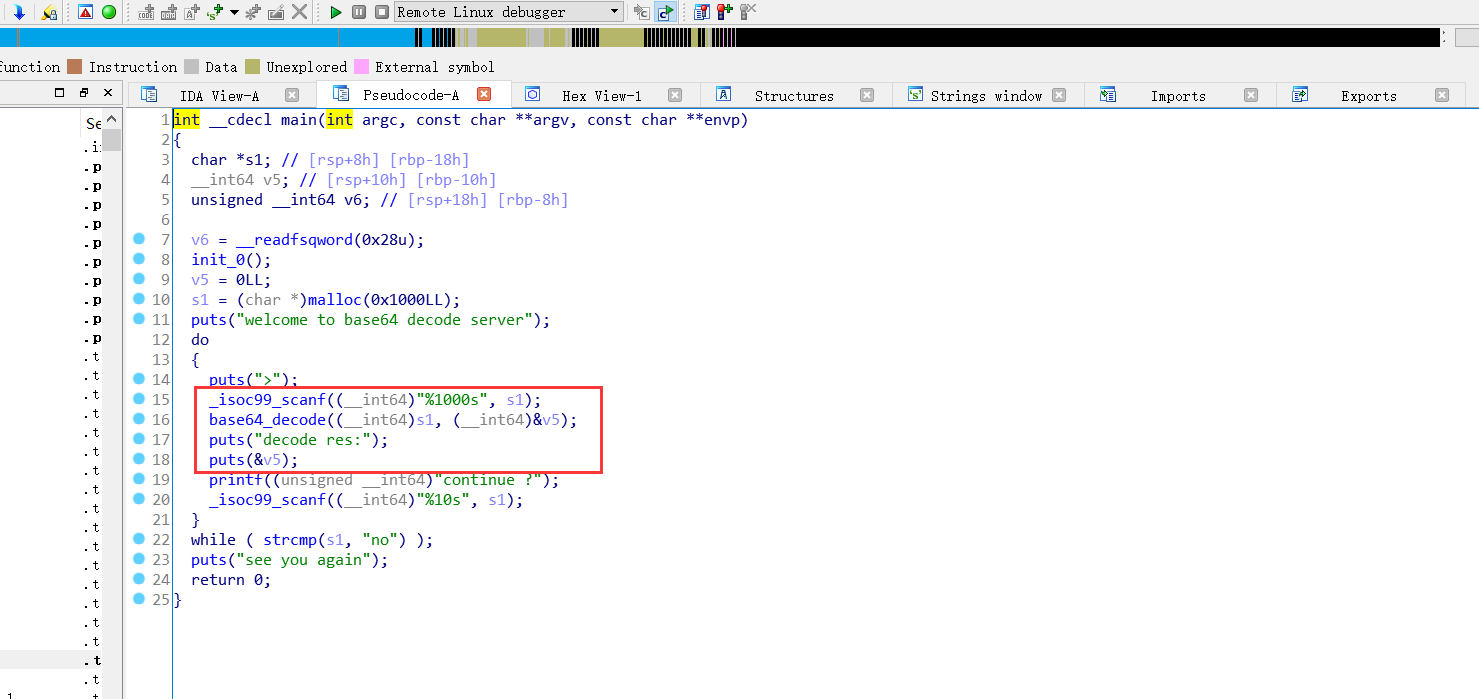 Remote Linux debugger
unction Instruction Data Unexplored External symbol
IDA View-A Pseudocode-A Hex View-1 Structures Strings window Imports Exports
Se
1 int __cdecl main(int argc, const char **argv, const char **envp)
2 {
3 char *s1; // [rsp+8h] [rbp-18h]
4 __int64 v5; // [rsp+10h] [rbp-10h]
5 unsigned __int64 v6; // [rsp+18h] [rbp-8h]
6
7 v6 = __readfsqword(0x28u);
8 init_0();
9 v5 = 0LL;
10 s1 = (char *)malloc(0x1000LL);
11 puts("welcome to base64 decode server");
12 do
13 {
14 puts(">");
15 _isoc99_scanf((__int64)"%1000s", s1);
16 base64_decode((__int64)s1, (__int64)&v5);
17 puts("decode res:");
18 puts(&v5);
19 printf((unsigned __int64)"continue ?");
20 _isoc99_scanf((__int64)"%10s", s1);
21 }
22 while ( strcmp(s1, "no") );
23 puts("see you again");
24 return 0;
25 }